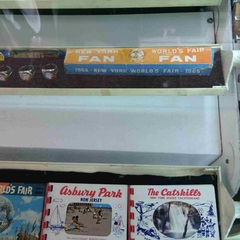 NEW YORK WORLD'S FAIR
FAN FAN
1964 - NEW YORK WORLD'S FAIR - 1965
WORLD'S FAIR
Asbury Park
NEW JERSEY
The Catskills